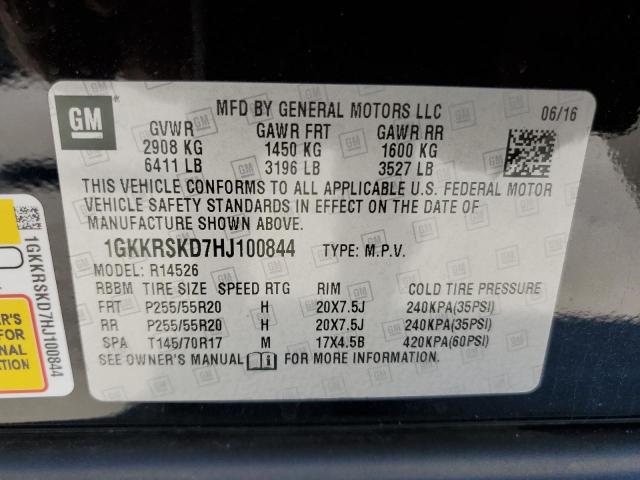 GM
MFD BY GENERAL MOTORS LLC 06/16
GVWR GAWR FRT GAWR RR
2908 KG 1450 KG 1600 KG
6411 LB 3196 LB 3527 LB
THIS VEHICLE CONFORMS TO ALL APPLICABLE U.S. FEDERAL MOTOR
VEHICLE SAFETY STANDARDS IN EFFECT ON THE DATE OF
MANUFACTURE SHOWN ABOVE.
1GKKRSKD7HJ100844 TYPE: M.P.V.
MODEL: R14526
RBBM TIRE SIZE SPEED RTG RIM COLD TIRE PRESSURE
FRT P255/55R20 H 20X7.5J 240KPA(35PSI)
RR P255/55R20 H 20X7.5J 240KPA(35PSI)
SPA T145/70R17 M 17X4.5B 420KPA(60PSI)
SEE OWNER'S MANUAL FOR MORE INFORMATION.
1GKKRSKD7HJ100844
FOR